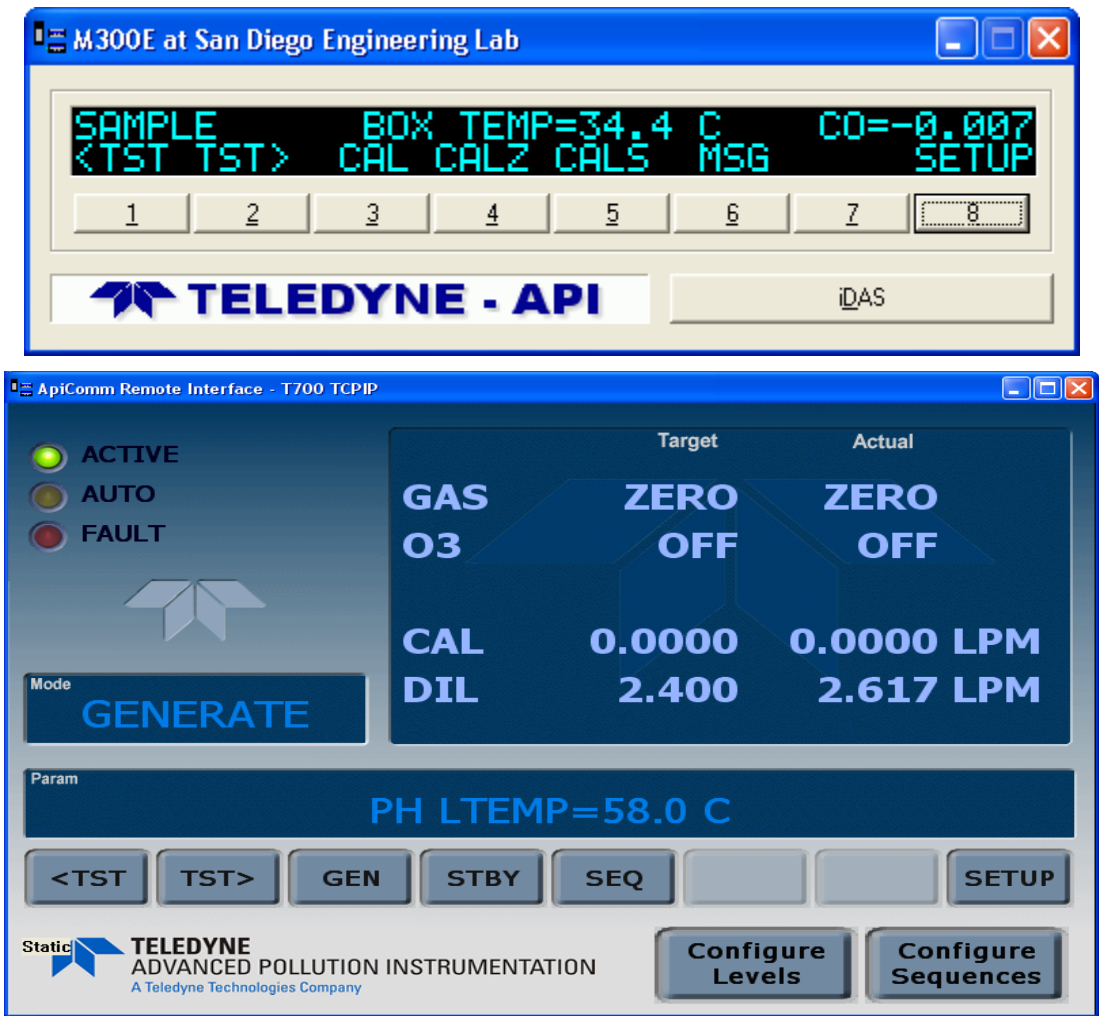 M300E at San Diego Engineering Lab
SAMPLE BOX TEMP=34.4 C CO=-0.007
<TST TST> CAL CALZ CALS MSG SETUP
1 2 3 4 5 6 7 8
TELEDYNE - API iDAS
ApiComm Remote Interface - T700 TCPIP
ACTIVE
AUTO
FAULT
Target Actual
GAS ZERO ZERO
O3 OFF OFF
CAL 0.0000 0.0000 LPM
DIL 2.400 2.617 LPM
Mode
GENERATE
Param
PH LTEMP=58.0 C
<TST TST> GEN STBY SEQ SETUP
Static
TELEDYNE
ADVANCED POLLUTION INSTRUMENTATION
A Teledyne Technologies Company
Configure
Levels
Configure
Sequences